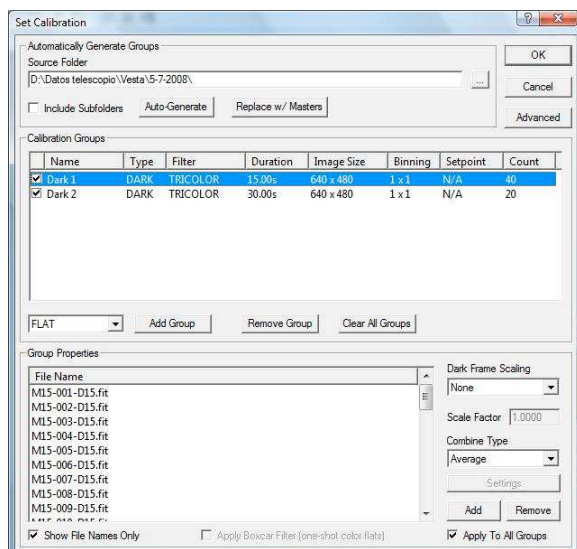 Set Calibration
Automatically Generate Groups
Source Folder
D:\Datos telescopio\Vesta\5-7-2008\
...
OK
Cancel
Advanced
Include Subfolders
Auto-Generate
Replace w/ Masters
Calibration Groups
Name Type Filter Duration Image Size Binning Setpoint Count
Dark 1 DARK TRICOLOR 15.00s 640 x 480 1 x 1 N/A 40
Dark 2 DARK TRICOLOR 30.00s 640 x 480 1 x 1 N/A 20
FLAT
Add Group
Remove Group
Clear All Groups
Group Properties
File Name
M15-001-D15.fit
M15-002-D15.fit
M15-003-D15.fit
M15-004-D15.fit
M15-005-D15.fit
M15-006-D15.fit
M15-007-D15.fit
M15-008-D15.fit
M15-009-D15.fit
Dark Frame Scaling
None
Scale Factor 1.0000
Combine Type
Average
Settings
Add
Remove
Show File Names Only
Apply Boxcar Filter (one-shot color flats)
Apply To All Groups